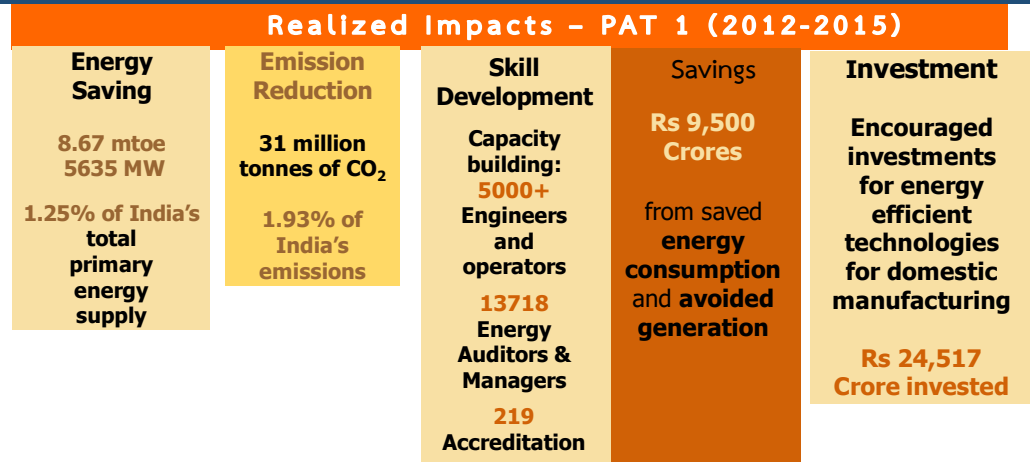 Realized Impacts – PAT 1 (2012-2015)
Energy
Saving
8.67 mtoe
5635 MW
1.25% of India’s
total
primary
energy
supply
Emission
Reduction
31 million
tonnes of CO₂
1.93% of
India’s
emissions
Skill
Development
Capacity
building:
5000+
Engineers
and
operators
13718
Energy
Auditors &
Managers
219
Accreditation
Savings
Rs 9,500
Crores
from saved
energy
consumption
and avoided
generation
Investment
Encouraged
investments
for energy
efficient
technologies
for domestic
manufacturing
Rs 24,517
Crore invested